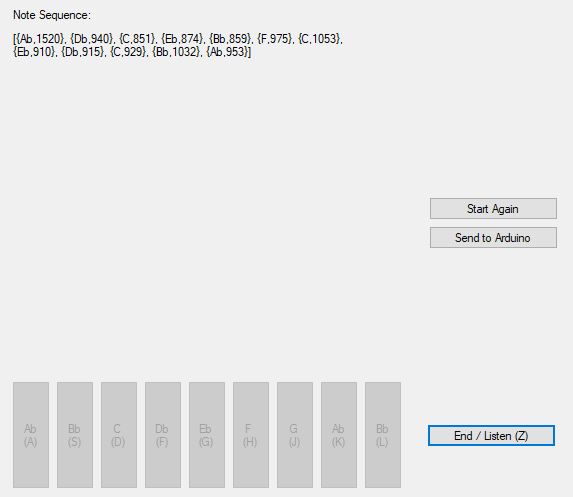 Note Sequence:
[{Ab,1520}, {Db,940}, {C,851}, {Eb,874}, {Bb,859}, {F,975}, {C,1053},
{Eb,910}, {Db,915}, {C,929}, {Bb,1032}, {Ab,953}]
Start Again
Send to Arduino
Ab Bb C Db Eb F G Ab Bb
(A) (S) (D) (F) (G) (H) (J) (K) (L)
End / Listen (Z)